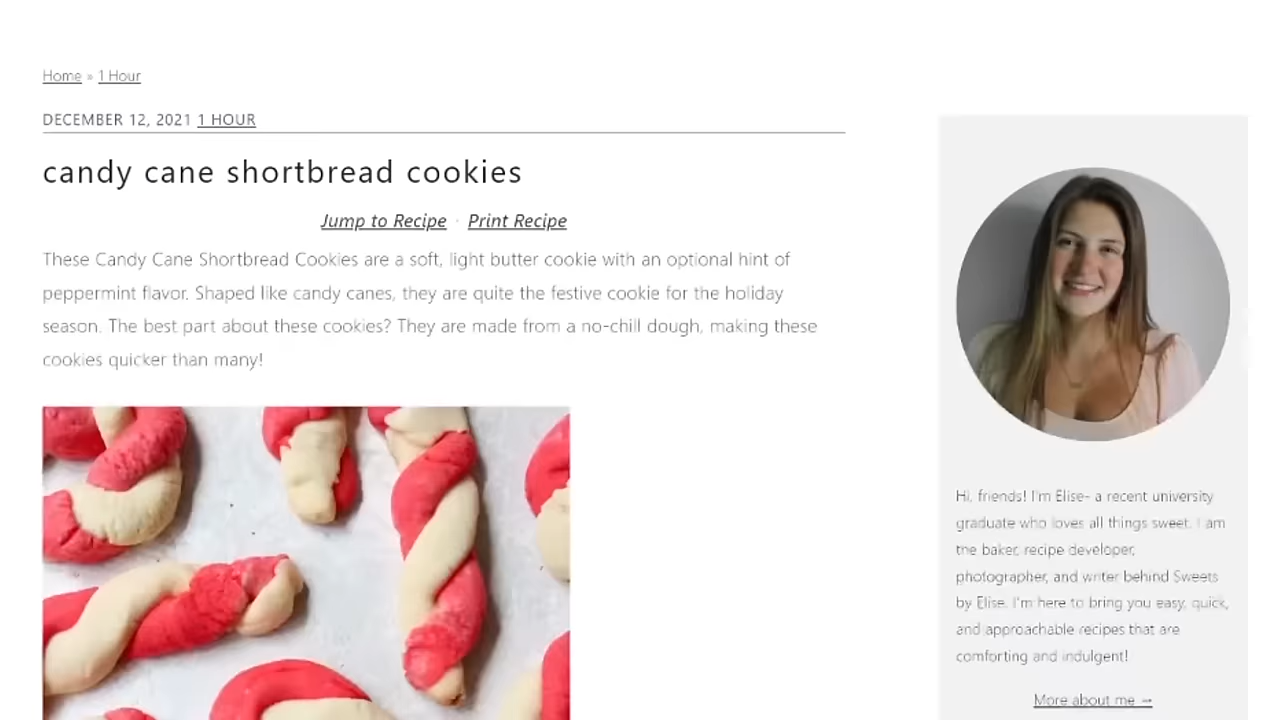 Home » 1 Hour
DECEMBER 12, 2021 1 HOUR
candy cane shortbread cookies
Jump to Recipe · Print Recipe
These Candy Cane Shortbread Cookies are a soft, light butter cookie with an optional hint of
peppermint flavor. Shaped like candy canes, they are quite the festive cookie for the holiday
season. The best part about these cookies? They are made from a no-chill dough, making these
cookies quicker than many!
Hi, friends! I'm Elise- a recent university
graduate who loves all things sweet. I am
the baker, recipe developer,
photographer, and writer behind Sweets
by Elise. I'm here to bring you easy, quick,
and approachable recipes that are
comforting and indulgent!
More about me →